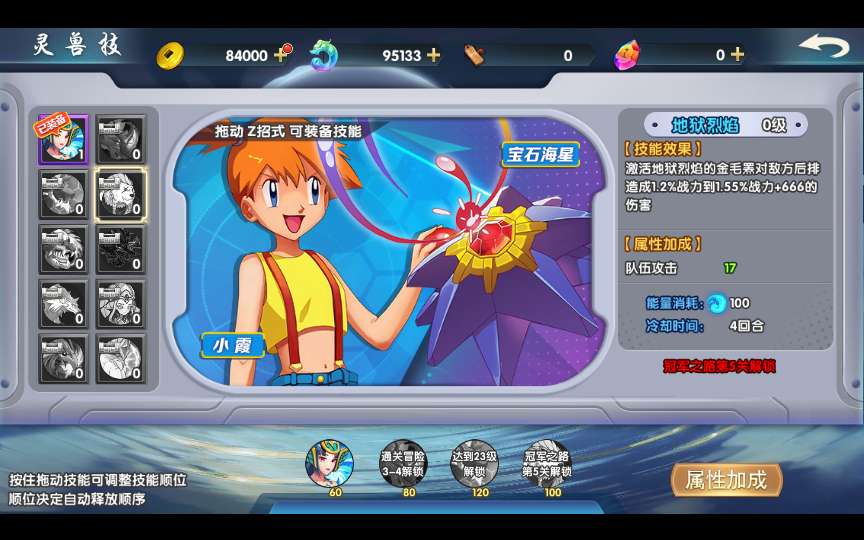 灵兽技
84000
95133
0
0
已装备
1
0
0
0
0
0
0
0
0
0
拖动 Z招式 可装备技能
宝石海星
小霞
地狱烈焰 0级
【技能效果】
激活地狱烈焰的金毛罴对敌方后排
造成1.2%战力到1.55%战力+666的
伤害
【属性加成】
队伍攻击 17
能量消耗: 100
冷却时间: 4回合
冠军之路第5关解锁
按住拖动技能可调整技能顺位
顺位决定自动释放顺序
60
通关冒险
3-4解锁
80
达到23级
解锁
120
冠军之路
第5关解锁
100
属性加成